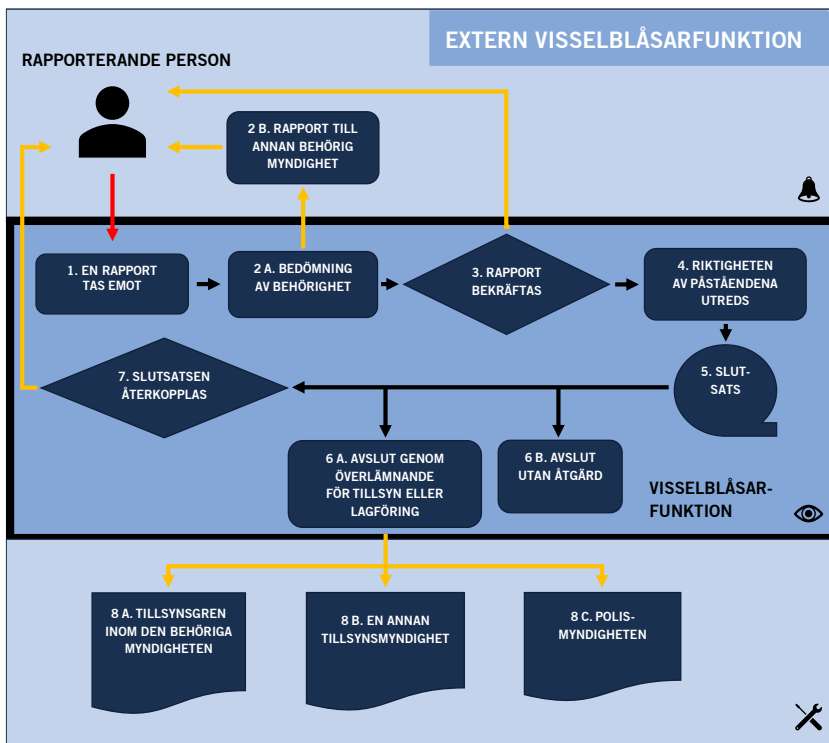 EXTERN VISSELBLÅSARFUNKTION
RAPPORTERANDE PERSON
2 B. RAPPORT TILL
ANNAN BEHÖRIG
MYNDIGHET
1. EN RAPPORT
TAS EMOT
2 A. BEDÖMNING
AV BEHÖRIGHET
3. RAPPORT
BEKRÄFTAS
4. RIKTIGHETEN
AV PÅSTÅENDENA
UTREDS
5. SLUT-
SATS
7. SLUTSATSEN
ÅTERKOPPLAS
6 A. AVSLUT GENOM
ÖVERLÄMNANDE
FÖR TILLSYN ELLER
LAGFÖRING
6 B. AVSLUT
UTAN ÅTGÄRD
VISSELBLÅSAR-
FUNKTION
8 A. TILLSYNSGREN
INOM DEN BEHÖRIGA
MYNDIGHETEN
8 B. EN ANNAN
TILLSYNSMYNDIGHET
8 C. POLIS-
MYNDIGHETEN